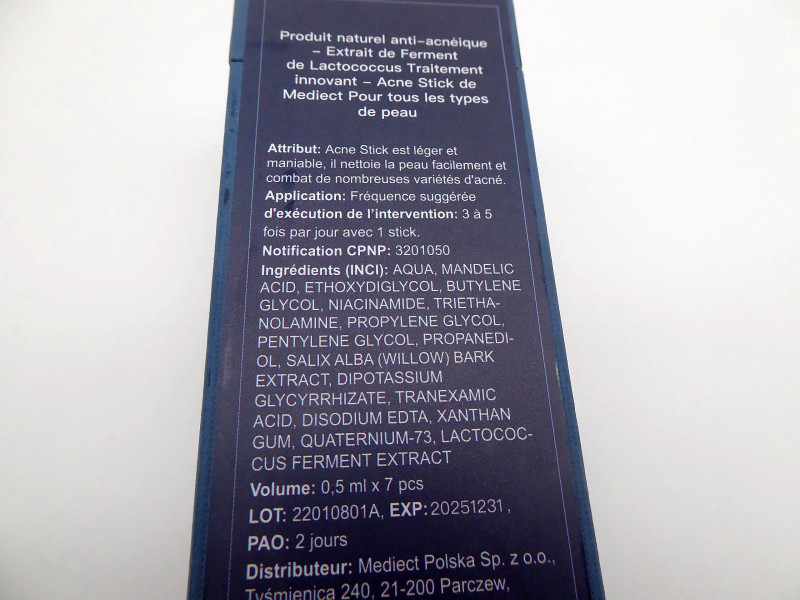 Produit naturel anti-acnéique
– Extrait de Ferment
de Lactococcus Traitement
innovant – Acne Stick de
Mediect Pour tous les types
de peau
Attribut: Acne Stick est léger et
maniable, il nettoie la peau facilement et
combat de nombreuses variétés d'acné.
Application: Fréquence suggérée
d'exécution de l'intervention: 3 à 5
fois par jour avec 1 stick.
Notification CPNP: 3201050
Ingrédients (INCI): AQUA, MANDELIC
ACID, ETHOXYDIGLYCOL, BUTYLENE
GLYCOL, NIACINAMIDE, TRIETHA-
NOLAMINE, PROPYLENE GLYCOL,
PENTYLENE GLYCOL, PROPANEDI-
OL, SALIX ALBA (WILLOW) BARK
EXTRACT, DIPOTASSIUM
GLYCYRRHIZATE, TRANEXAMIC
ACID, DISODIUM EDTA, XANTHAN
GUM, QUATERNIUM-73, LACTOCOC-
CUS FERMENT EXTRACT
Volume: 0,5 ml x 7 pcs
LOT: 22010801A, EXP: 20251231 ,
PAO: 2 jours
Distributeur: Mediect Polska Sp. z o.o.,
Tyśmienica 240, 21-200 Parczew,